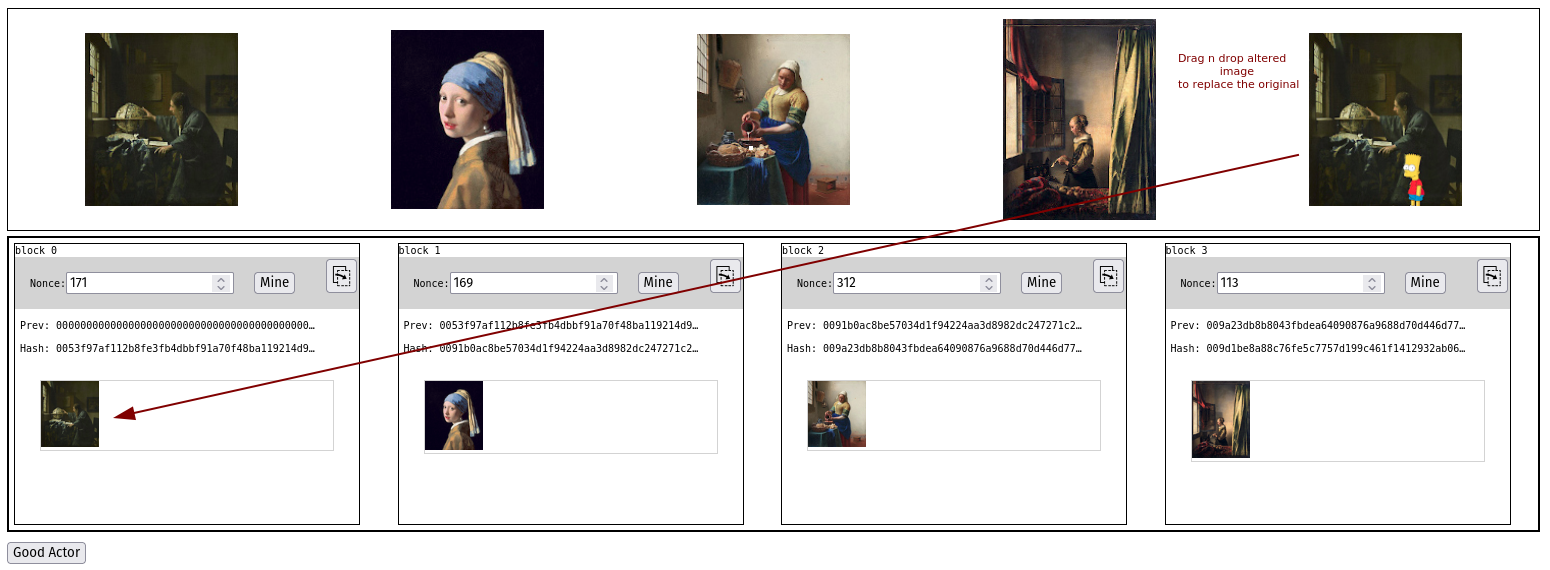 Drag n drop altered
image
to replace the original
block 0
Nonce: 171 Mine
Prev: 000000000000000000000000000000000000000000…
Hash: 0053f97af112b8fe3fb4dbbf91a70f48ba119214d9…
block 1
Nonce: 169 Mine
Prev: 0053f97af112b8fe3fb4dbbf91a70f48ba119214d9…
Hash: 0091b0ac8be57034d1f94224aa3d8982dc247271c2…
block 2
Nonce: 312 Mine
Prev: 0091b0ac8be57034d1f94224aa3d8982dc247271c2…
Hash: 009a23db8b8043fbdea64090876a9688d70d446d77…
block 3
Nonce: 113 Mine
Prev: 009a23db8b8043fbdea64090876a9688d70d446d77…
Hash: 009d1be8a88c76fe5c7757d199c461f1412932ab06…
Good Actor